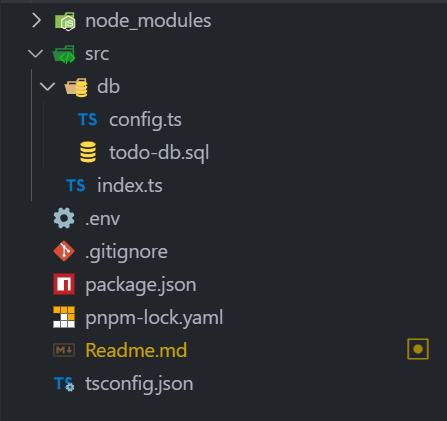 node_modules
src
db
TS config.ts
todo-db.sql
TS index.ts
.env
.gitignore
package.json
pnpm-lock.yaml
M Readme.md
TS tsconfig.json